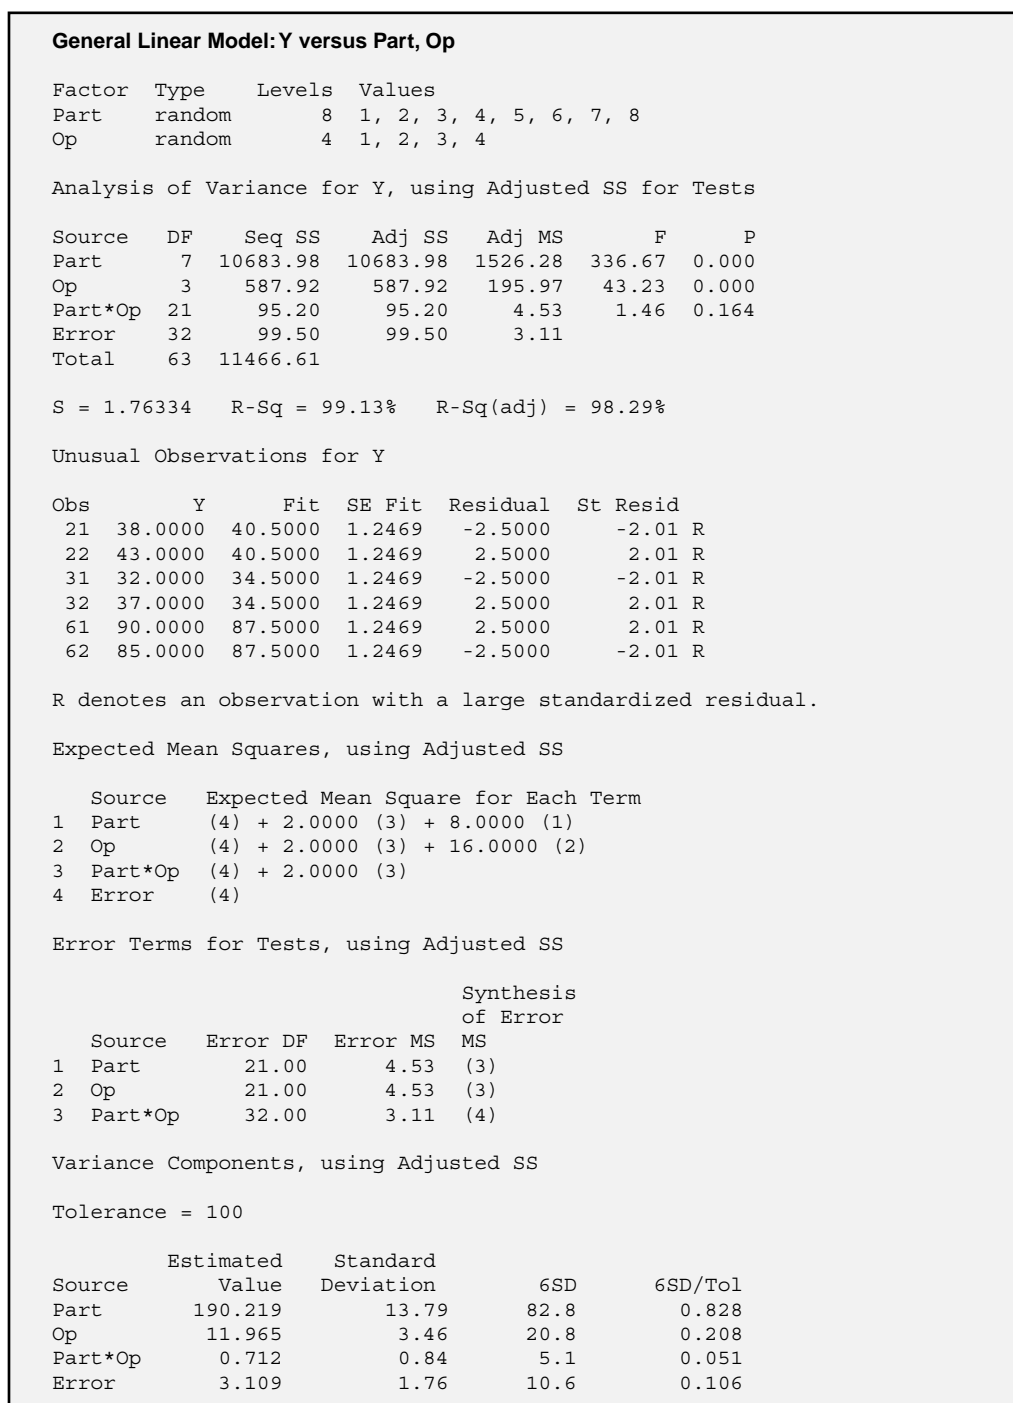 General Linear Model: Y versus Part, Op
Factor  Type    Levels  Values
Part    random       8  1, 2, 3, 4, 5, 6, 7, 8
Op      random       4  1, 2, 3, 4
Analysis of Variance for Y, using Adjusted SS for Tests
Source   DF    Seq SS    Adj SS   Adj MS       F      P
Part      7  10683.98  10683.98  1526.28  336.67  0.000
Op        3    587.92    587.92   195.97   43.23  0.000
Part*Op  21     95.20     95.20     4.53    1.46  0.164
Error    32     99.50     99.50     3.11
Total    63  11466.61
S = 1.76334   R-Sq = 99.13%   R-Sq(adj) = 98.29%
Unusual Observations for Y
Obs        Y      Fit  SE Fit  Residual  St Resid
 21  38.0000  40.5000  1.2469   -2.5000     -2.01 R
 22  43.0000  40.5000  1.2469    2.5000      2.01 R
 31  32.0000  34.5000  1.2469   -2.5000     -2.01 R
 32  37.0000  34.5000  1.2469    2.5000      2.01 R
 61  90.0000  87.5000  1.2469    2.5000      2.01 R
 62  85.0000  87.5000  1.2469   -2.5000     -2.01 R
R denotes an observation with a large standardized residual.
Expected Mean Squares, using Adjusted SS
   Source   Expected Mean Square for Each Term
1  Part     (4) + 2.0000 (3) + 8.0000 (1)
2  Op       (4) + 2.0000 (3) + 16.0000 (2)
3  Part*Op  (4) + 2.0000 (3)
4  Error    (4)
Error Terms for Tests, using Adjusted SS
Synthesis
of Error
   Source   Error DF  Error MS  MS
1  Part        21.00      4.53  (3)
2  Op          21.00      4.53  (3)
3  Part*Op     32.00      3.11  (4)
Variance Components, using Adjusted SS
Tolerance = 100
Estimated   Standard
Source   Value   Deviation   6SD   6SD/Tol
Part     190.219   13.79   82.8   0.828
Op       11.965    3.46    20.8   0.208
Part*Op  0.712     0.84    5.1    0.051
Error    3.109     1.76    10.6   0.106